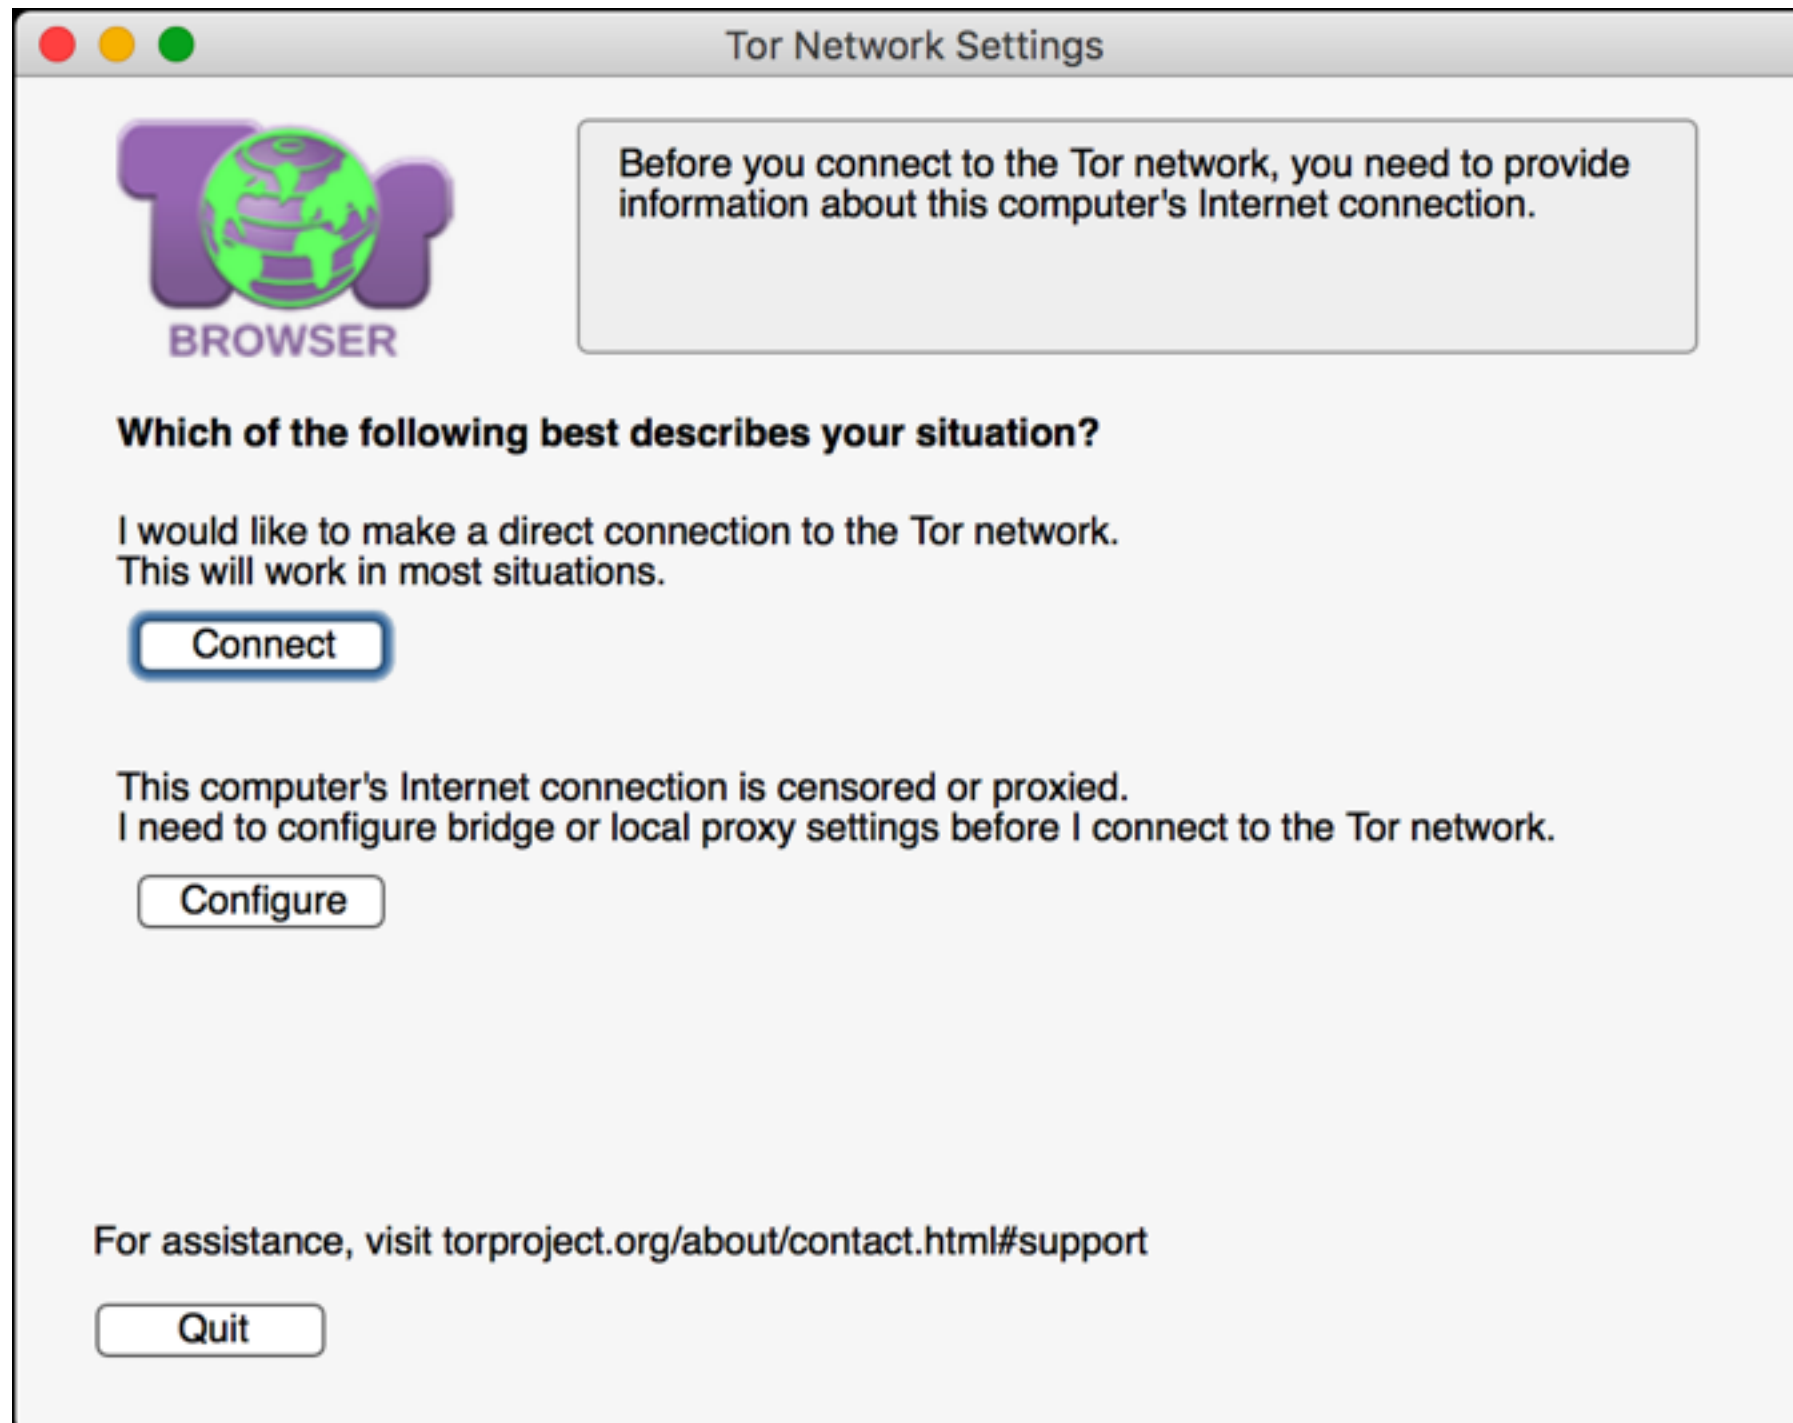 Tor Network Settings
Tor
BROWSER
Before you connect to the Tor network, you need to provide
information about this computer's Internet connection.
Which of the following best describes your situation?
I would like to make a direct connection to the Tor network.
This will work in most situations.
Connect
This computer's Internet connection is censored or proxied.
I need to configure bridge or local proxy settings before I connect to the Tor network.
Configure
For assistance, visit torproject.org/about/contact.html#support
Quit